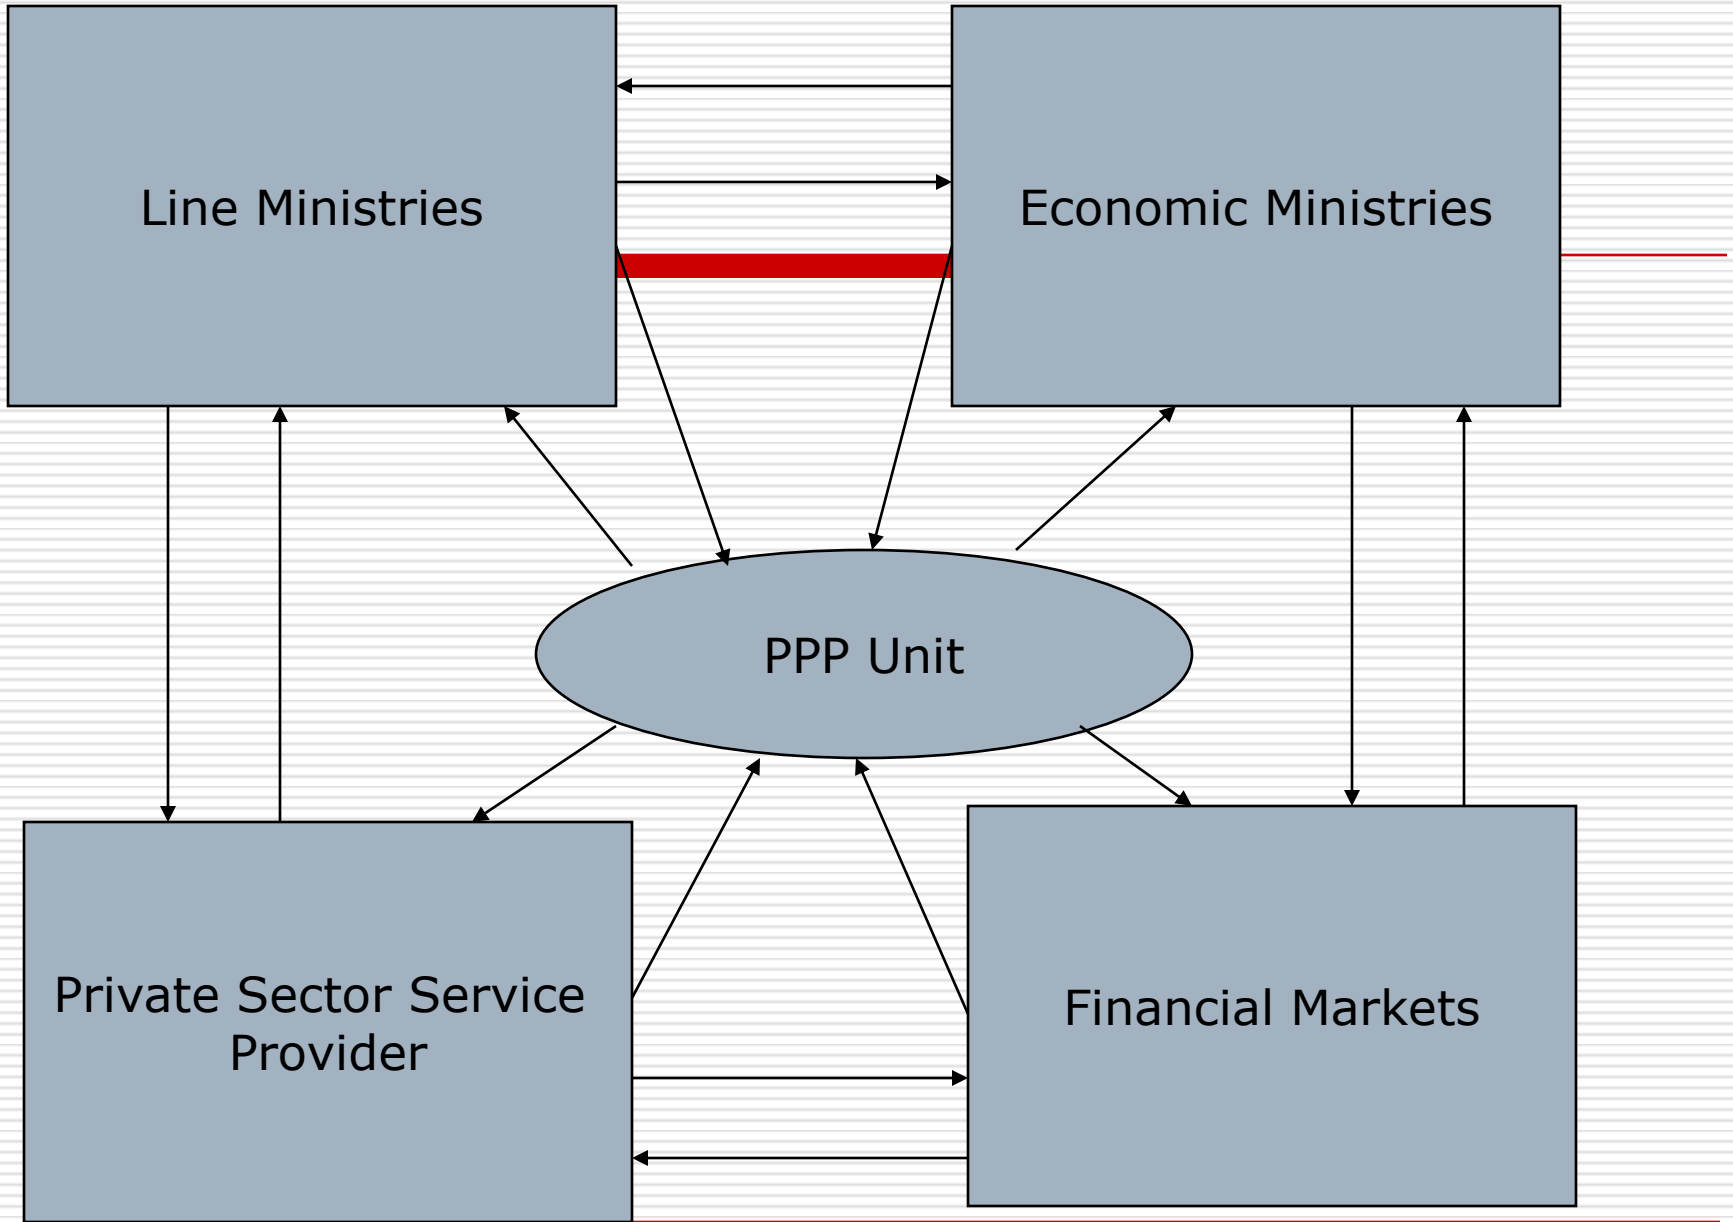 Line Ministries
Economic Ministries
PPP Unit
Private Sector Service
Provider
Financial Markets